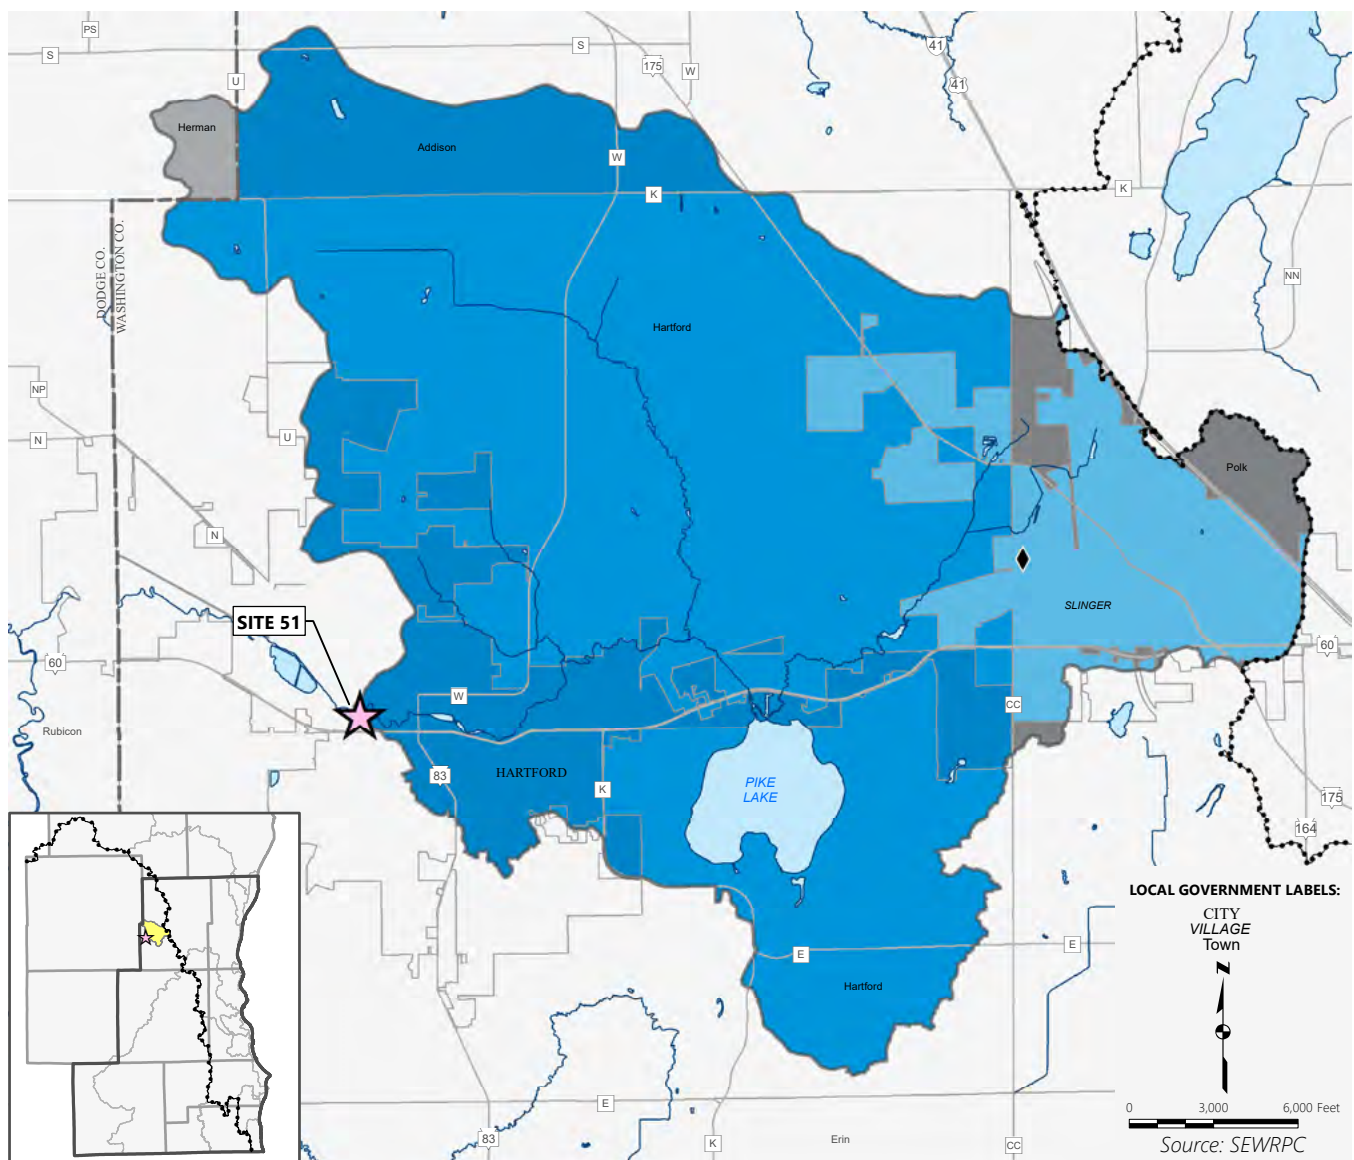 PS
S
S
41
175
W
41
U
Herman
Addison
W
K
K
DODGE CO.
WASHINGTON CO.
NN
Hartford
NP
N
U
Polk
N
SLINGER
SITE 51
60
60
W
CC
Rubicon
HARTFORD
83
K
PIKE
LAKE
175
164
E
E
Hartford
E
83
K
Erin
CC
LOCAL GOVERNMENT LABELS:
CITY
VILLAGE
Town
N
0 3,000 6,000 Feet
Source: SEWRPC